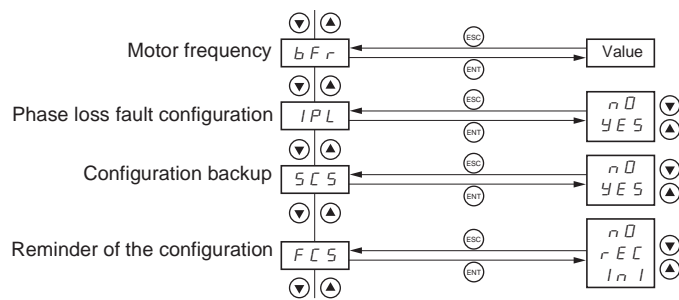 Motor frequency
bFr
ESC
ENT
Value
Phase loss fault configuration
IPL
ESC
ENT
nO
YES
Configuration backup
SCS
ESC
ENT
nO
YES
Reminder of the configuration
FCS
ESC
ENT
nO
rEC
InI